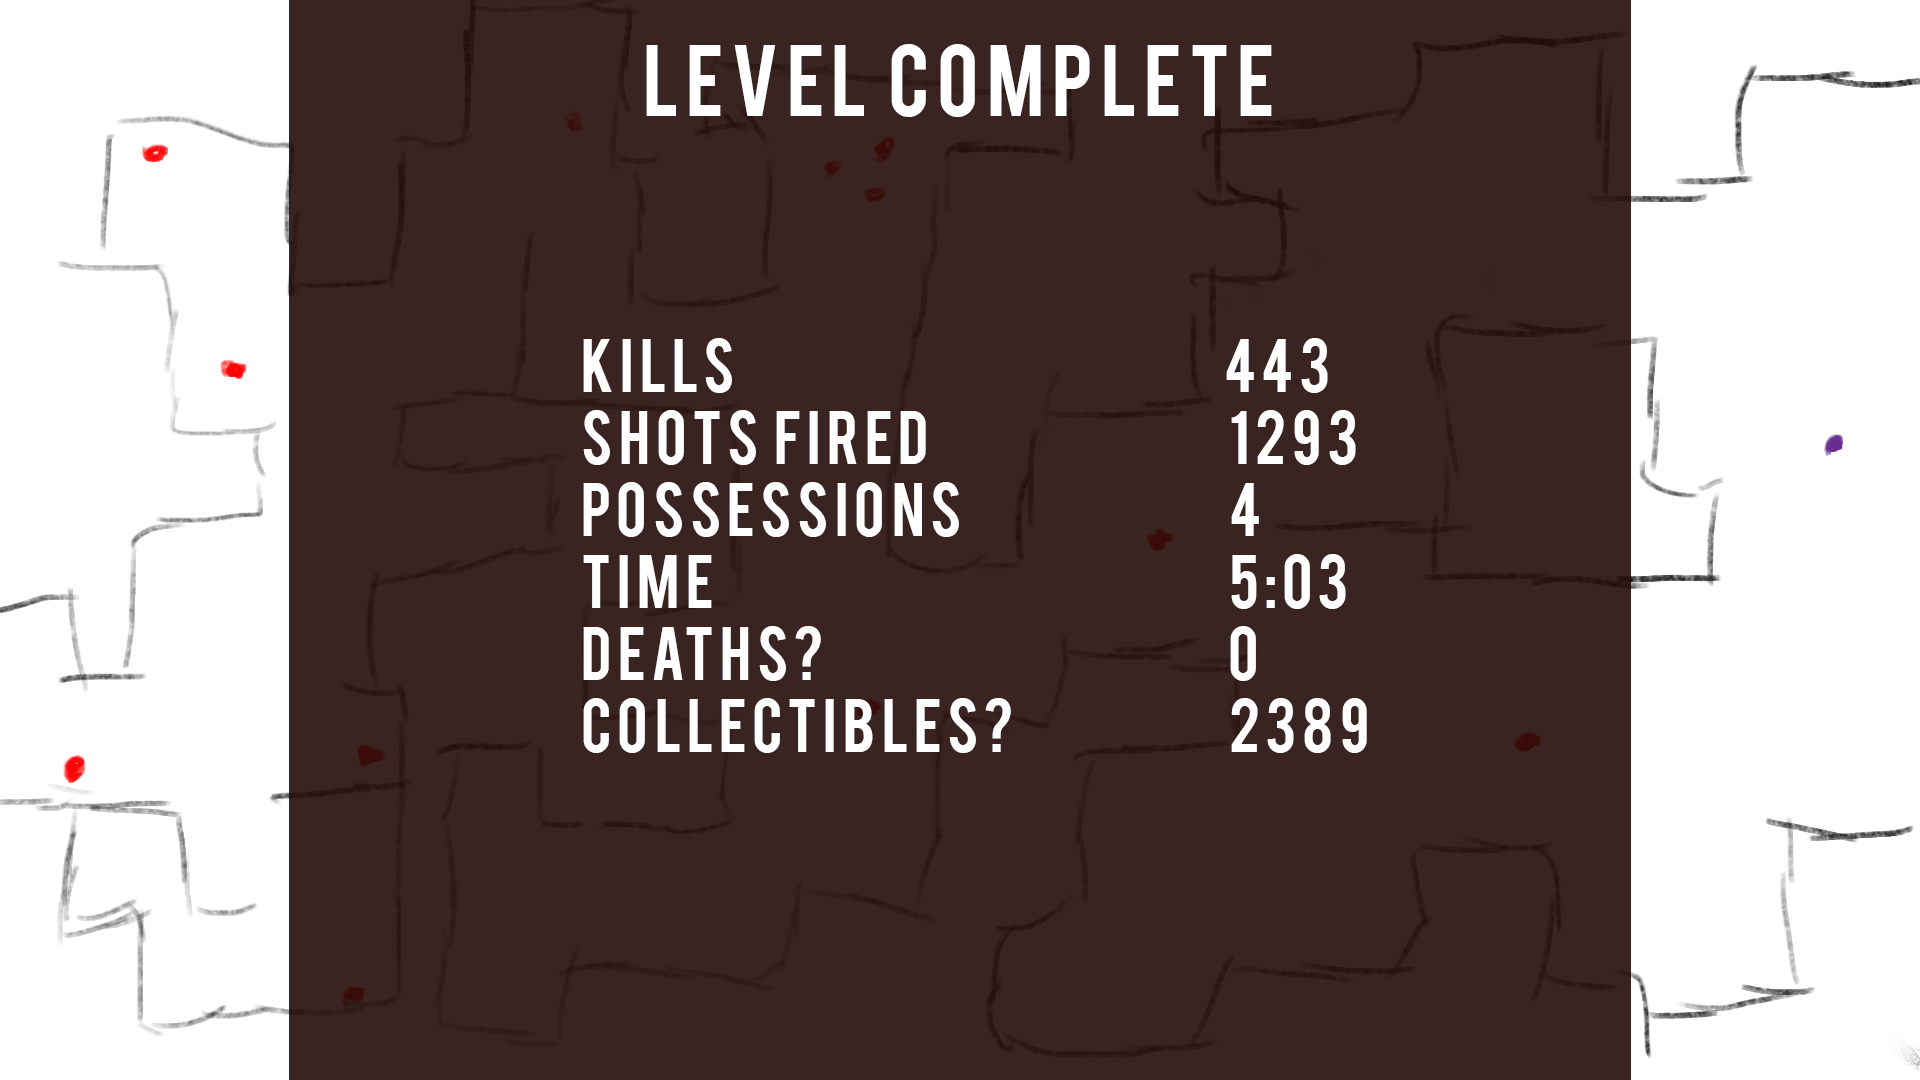 LEVEL COMPLETE
KILLS 443
SHOTS FIRED 1293
POSSESSIONS 4
TIME 5:03
DEATHS? 0
COLLECTIBLES? 2389